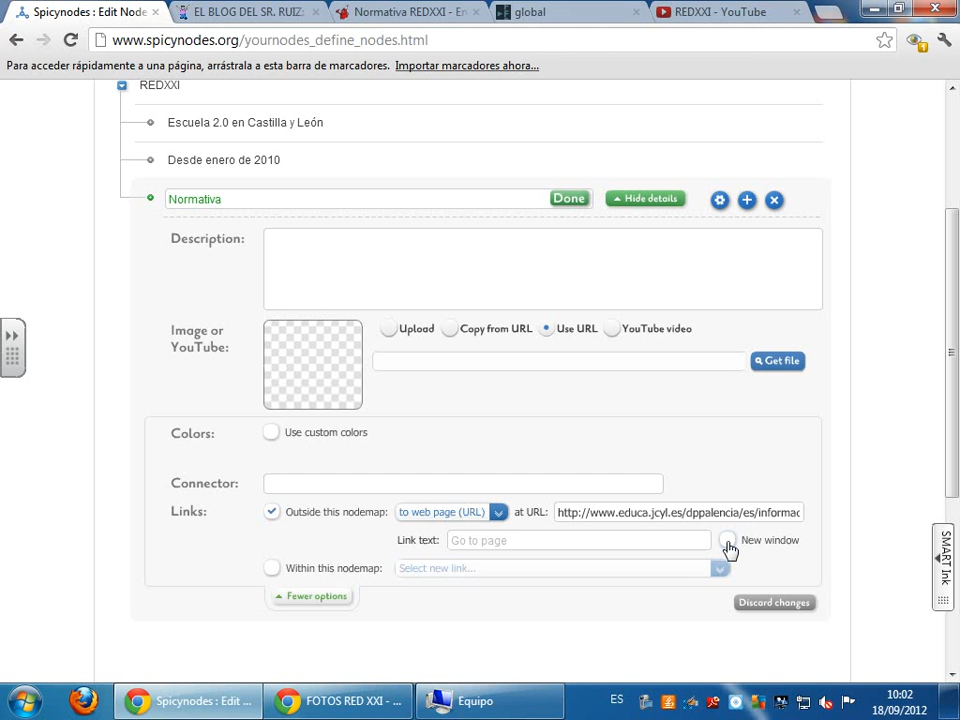 Spicynodes: Edit Node
EL BLOG DEL SR. RUIZ:
Normativa REDXXI - En
global
REDXXI - YouTube
www.spicynodes.org/yournodes_define_nodes.html
1
Para acceder rápidamente a una página, arrástrala a esta barra de marcadores. Importar marcadores ahora...
REDXXI
Escuela 2.0 en Castilla y León
Desde enero de 2010
Normativa
Done
Hide details
Description:
Image or
YouTube:
Upload
Copy from URL
Use URL
YouTube video
Get file
Colors:
Use custom colors
Connector:
Links:
Outside this nodemap:
to web page (URL)
at URL:
http://www.educa.jcyl.es/dppalencia/es/informac
Link text:
Go to page
New window
Within this nodemap:
Select new link...
Fewer options
Discard changes
SMART Ink
Spicynodes : Edit ...
FOTOS RED XXI - ...
Equipo
ES
10:02
18/09/2012